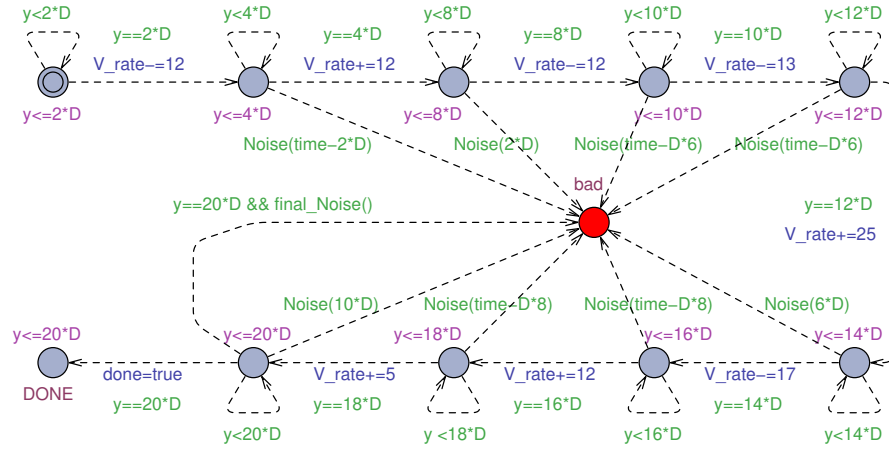 y<2*D
y<4*D
y<8*D
y<10*D
y<12*D
y==2*D
y==4*D
y==8*D
y==10*D
V_rate−=12
V_rate+=12
V_rate−=12
V_rate−=13
y<=2*D
y<=4*D
y<=8*D
y<=10*D
y<=12*D
Noise(time−2*D)
Noise(2*D)
Noise(time−D*6)
Noise(time−D*6)
bad
y==20*D && final_Noise()
y==12*D
V_rate+=25
Noise(10*D)
Noise(time−D*8)
Noise(time−D*8)
Noise(6*D)
y<=20*D
y<=20*D
y<=18*D
y<=16*D
y<=14*D
done=true
V_rate+=5
V_rate+=12
V_rate−=17
DONE
y==20*D
y==18*D
y==16*D
y==14*D
y<20*D
y <18*D
y<16*D
y<14*D